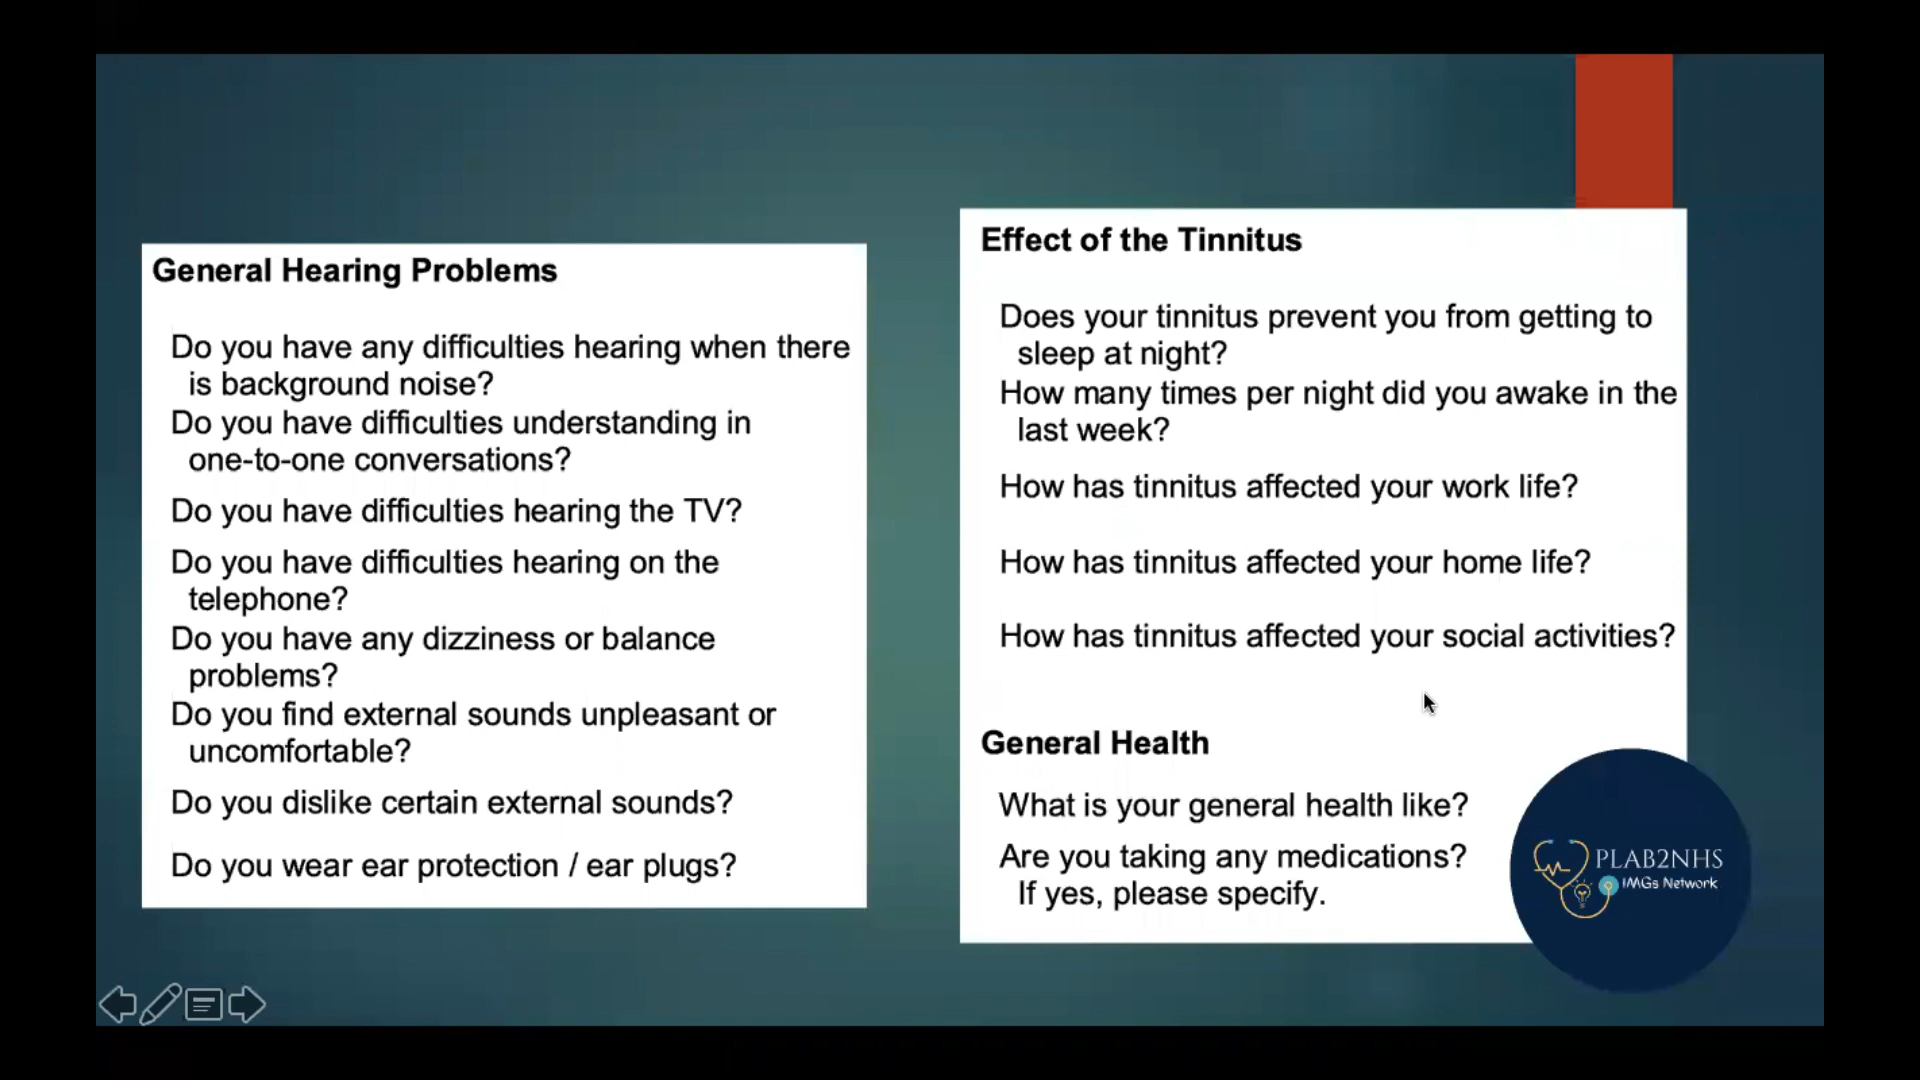 General Hearing Problems
Do you have any difficulties hearing when there
is background noise?
Do you have difficulties understanding in
one-to-one conversations?
Do you have difficulties hearing the TV?
Do you have difficulties hearing on the
telephone?
Do you have any dizziness or balance
problems?
Do you find external sounds unpleasant or
uncomfortable?
Do you dislike certain external sounds?
Do you wear ear protection / ear plugs?
Effect of the Tinnitus
Does your tinnitus prevent you from getting to
sleep at night?
How many times per night did you awake in the
last week?
How has tinnitus affected your work life?
How has tinnitus affected your home life?
How has tinnitus affected your social activities?
General Health
What is your general health like?
Are you taking any medications?
If yes, please specify.
PLAB2NHS
IMGs Network